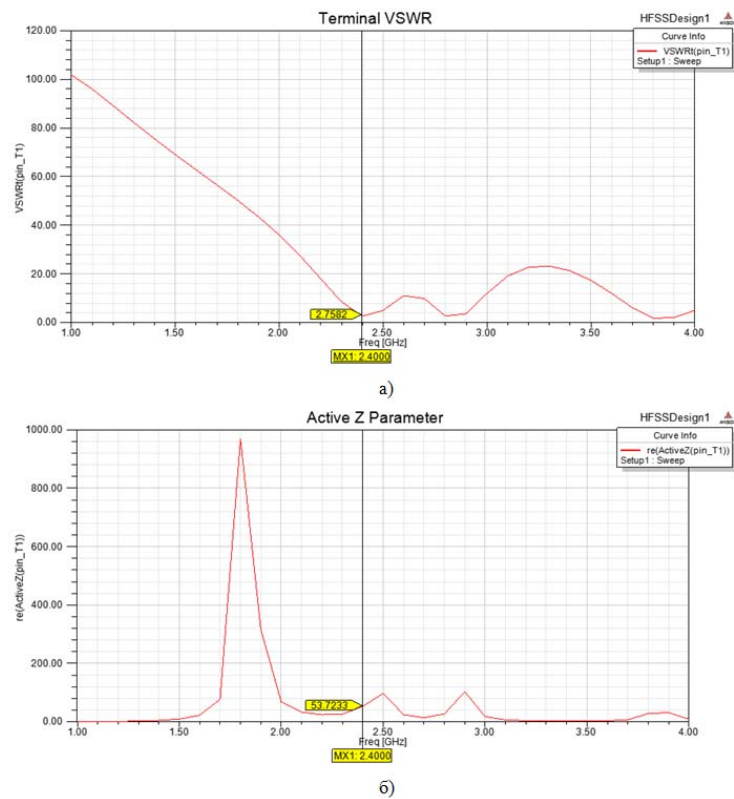 Terminal VSWR
HFSSDesign1
Curve Info
VSWRt(pin_T1)
Setup1 : Sweep
120.00
100.00
80.00
60.00
40.00
20.00
0.00
VSWRt(pin_T1)
2.7582
1.00 1.50 2.00 2.50 3.00 3.50 4.00
Freq [GHz]
MX1: 2.4000
а)
Active Z Parameter
HFSSDesign1
Curve Info
re(ActiveZ(pin_T1))
Setup1 : Sweep
1000.00
800.00
600.00
400.00
200.00
0.00
re(ActiveZ(pin_T1))
53.7233
1.00 1.50 2.00 2.50 3.00 3.50 4.00
Freq [GHz]
MX1: 2.4000
б)